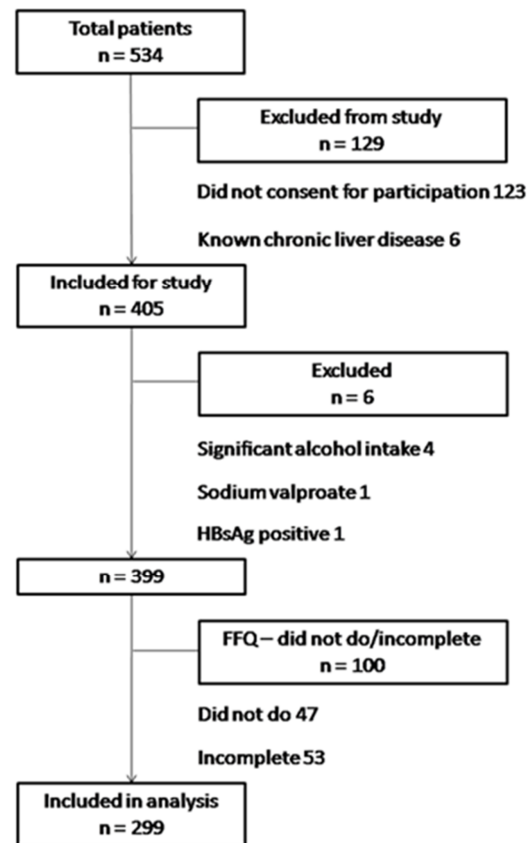 Total patients
n = 534
Excluded from study
n = 129
Did not consent for participation 123
Known chronic liver disease 6
Included for study
n = 405
Excluded
n = 6
Significant alcohol intake 4
Sodium valproate 1
HBsAg positive 1
n = 399
FFQ – did not do/incomplete
n = 100
Did not do 47
Incomplete 53
Included in analysis
n = 299